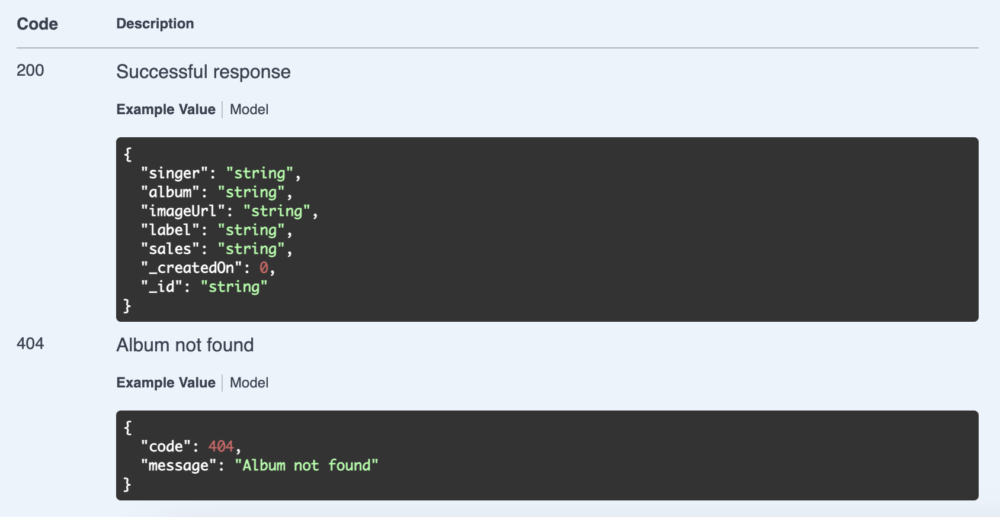 Code Description
200 Successful response
Example Value Model
{
  "singer": "string",
  "album": "string",
  "imageUrl": "string",
  "label": "string",
  "sales": "string",
  "_createdOn": 0,
  "_id": "string"
}
404 Album not found
Example Value Model
{
  "code": 404,
  "message": "Album not found"
}